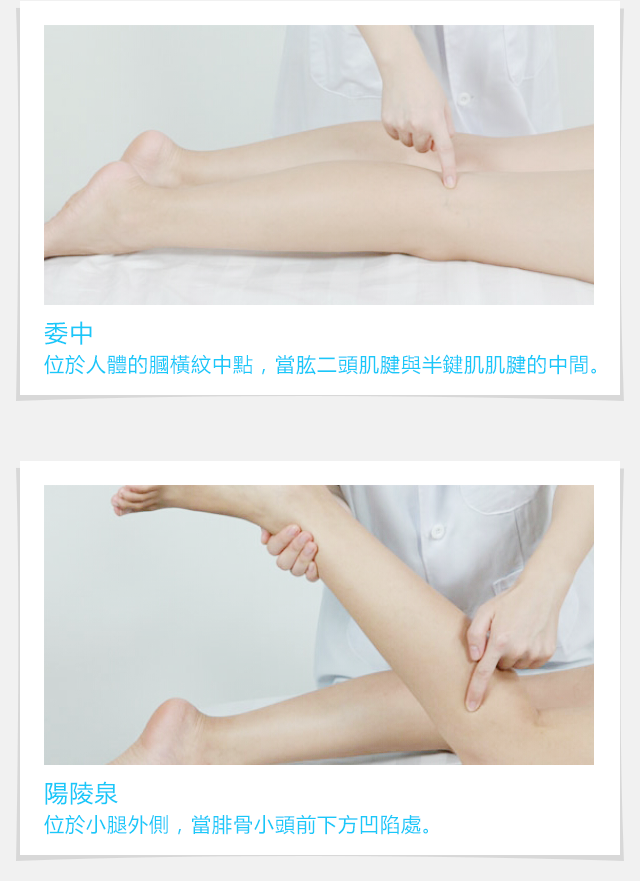 委中
位於人體的膕橫紋中點，當肱二頭肌腱與半鍵肌肌腱的中間。
陽陵泉
位於小腿外側，當腓骨小頭前下方凹陷處。